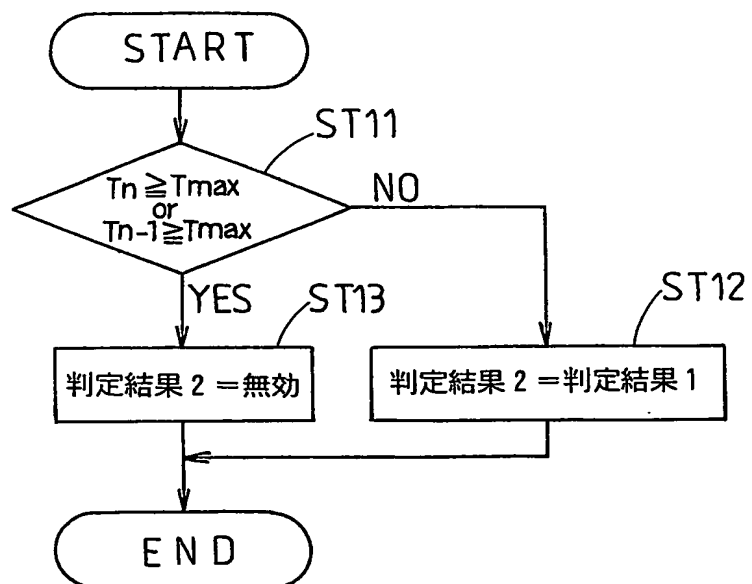 START
ST11
Tn ≧ Tmax
or
Tn-1≧Tmax
NO
YES
ST13
ST12
判定結果2=無効
判定結果2=判定結果1
END